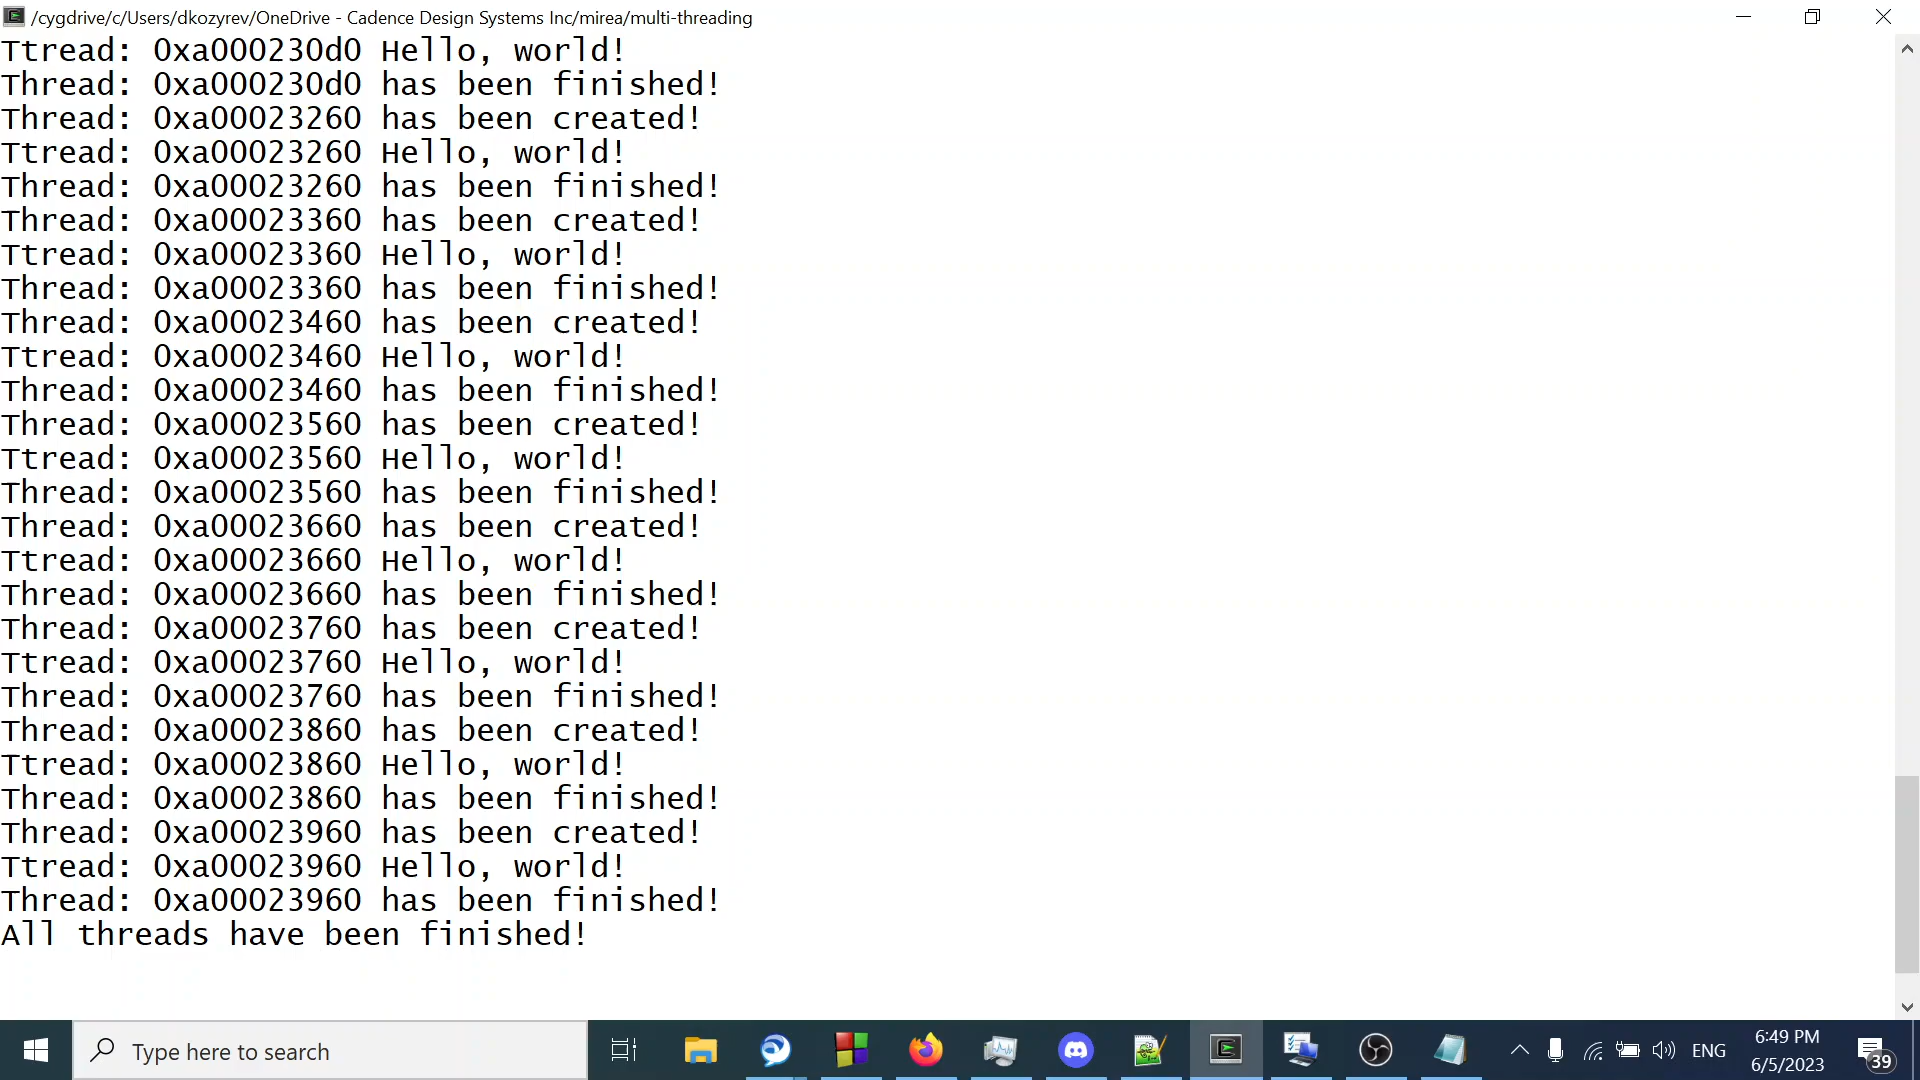 /cygdrive/c/Users/dkozyrev/OneDrive - Cadence Design Systems Inc/mirea/multi-threading
Ttread: 0xa000230d0 Hello, world!
Thread: 0xa000230d0 has been finished!
Thread: 0xa00023260 has been created!
Ttread: 0xa00023260 Hello, world!
Thread: 0xa00023260 has been finished!
Thread: 0xa00023360 has been created!
Ttread: 0xa00023360 Hello, world!
Thread: 0xa00023360 has been finished!
Thread: 0xa00023460 has been created!
Ttread: 0xa00023460 Hello, world!
Thread: 0xa00023460 has been finished!
Thread: 0xa00023560 has been created!
Ttread: 0xa00023560 Hello, world!
Thread: 0xa00023560 has been finished!
Thread: 0xa00023660 has been created!
Ttread: 0xa00023660 Hello, world!
Thread: 0xa00023660 has been finished!
Thread: 0xa00023760 has been created!
Ttread: 0xa00023760 Hello, world!
Thread: 0xa00023760 has been finished!
Thread: 0xa00023860 has been created!
Ttread: 0xa00023860 Hello, world!
Thread: 0xa00023860 has been finished!
Thread: 0xa00023960 has been created!
Ttread: 0xa00023960 Hello, world!
Thread: 0xa00023960 has been finished!
All threads have been finished!
Type here to search
ENG
6:49 PM
6/5/2023
39